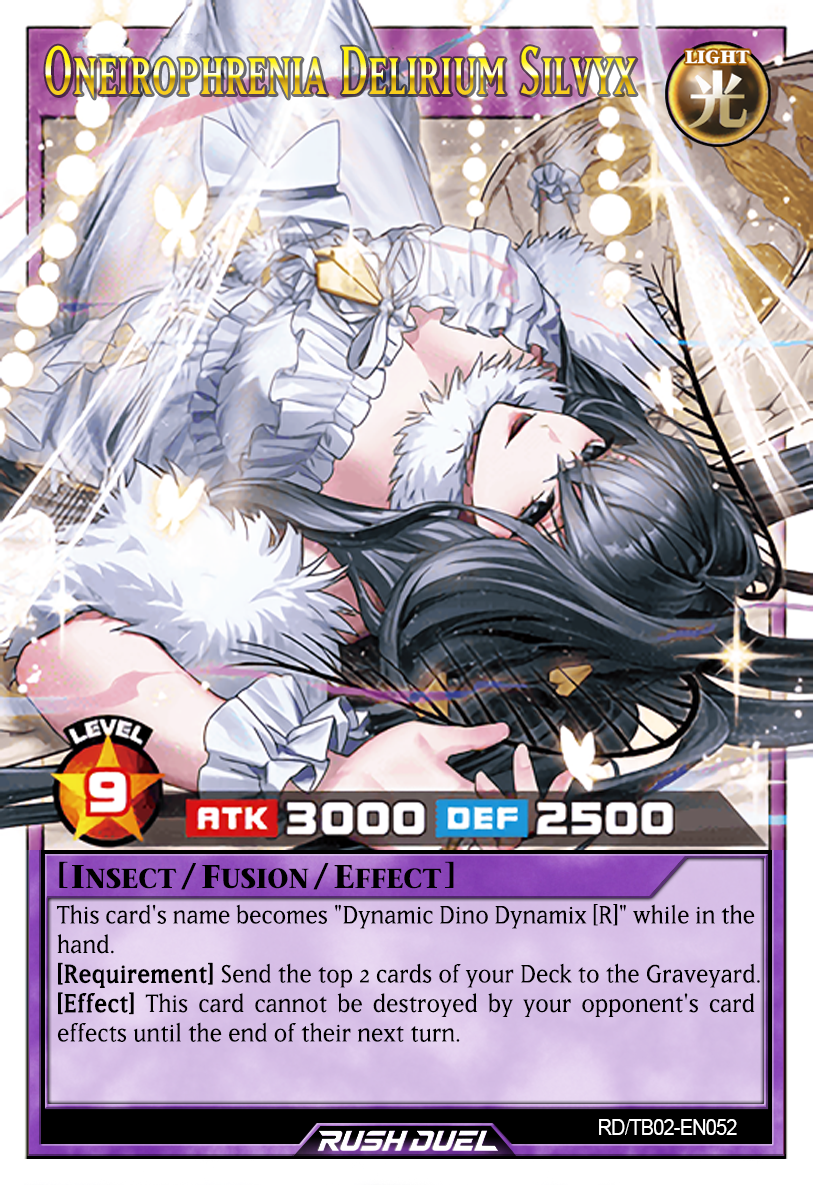 Oneirophrenia Delirium Silvyx
LIGHT
光
LEVEL
9
ATK 3000 DEF 2500
[Insect / Fusion / Effect]
This card's name becomes "Dynamic Dino Dynamix [R]" while in the
hand.
[Requirement] Send the top 2 cards of your Deck to the Graveyard.
[Effect] This card cannot be destroyed by your opponent's card
effects until the end of their next turn.
RD/TB02-EN052
RUSH DUEL